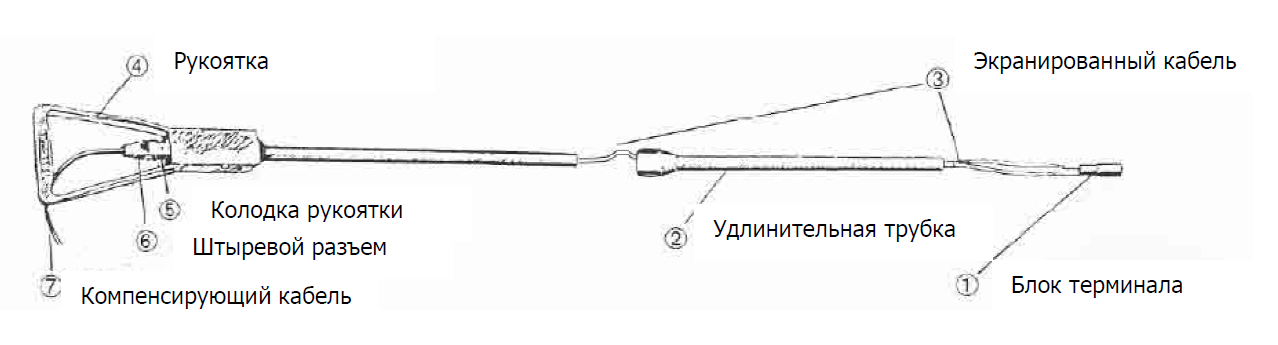 ④ Рукоятка
③ Экранированный кабель
⑤ Колодка рукоятки
② Удлинительная трубка
⑥ Штыревой разъем
① Блок терминала
⑦ Компенсирующий кабель